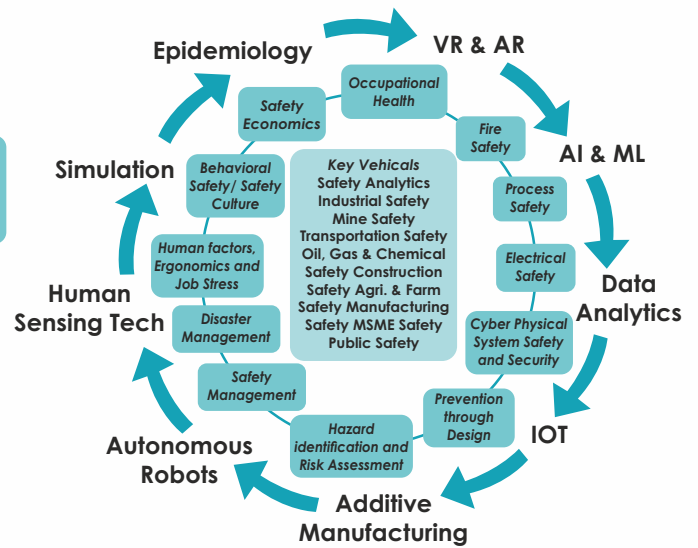 Epidemiology
VR & AR
AI & ML
Data
Analytics
IOT
Additive
Manufacturing
Autonomous
Robots
Human
Sensing Tech
Simulation
Occupational
Health
Fire
Safety
Process
Safety
Electrical
Safety
Cyber Physical
System Safety
and Security
Prevention
through
Design
Hazard
identification and
Risk Assessment
Safety
Management
Disaster
Management
Human factors,
Ergonomics and
Job Stress
Behavioral
Safety/ Safety
Culture
Safety
Economics
Key Vehicals
Safety Analytics
Industrial Safety
Mine Safety
Transportation Safety
Oil, Gas & Chemical
Safety Construction
Safety Agri. & Farm
Safety Manufacturing
Safety MSME Safety
Public Safety